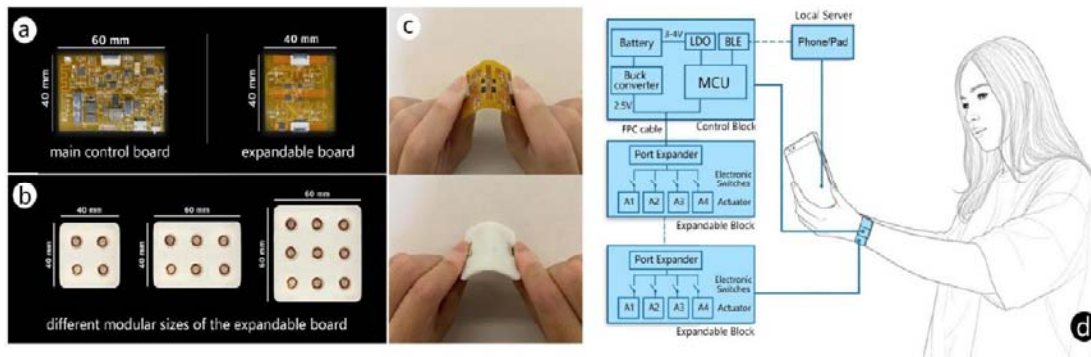 a
60 mm
40 mm
40 mm
40 mm
main control board
expandable board
b
40 mm
40 mm
60 mm
40 mm
60 mm
60 mm
different modular sizes of the expandable board
c
Local Server
Phone/Pad
Battery
3-4V
LDO
BLE
Buck
converter
MCU
2.5V
FPC cable
Control Block
Port Expander
Electronic
Switches
A1 A2 A3 A4 Actuator
Expandable Block
Port Expander
Electronic
Switches
A1 A2 A3 A4 Actuator
Expandable Block
d